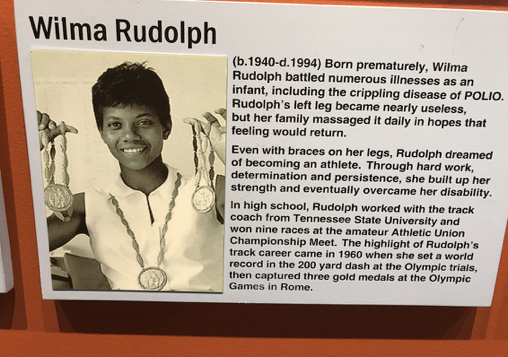 Wilma Rudolph
(b.1940-d.1994) Born prematurely, Wilma
Rudolph battled numerous illnesses as an
infant, including the crippling disease of POLIO.
Rudolph's left leg became nearly useless,
but her family massaged it daily in hopes that
feeling would return.
Even with braces on her legs, Rudolph dreamed
of becoming an athlete. Through hard work,
determination and persistence, she built up her
strength and eventually overcame her disability.
In high school, Rudolph worked with the track
coach from Tennessee State University and
won nine races at the amateur Athletic Union
Championship Meet. The highlight of Rudolph's
track career came in 1960 when she set a world
record in the 200 yard dash at the Olympic trials,
then captured three gold medals at the Olympic
Games in Rome.